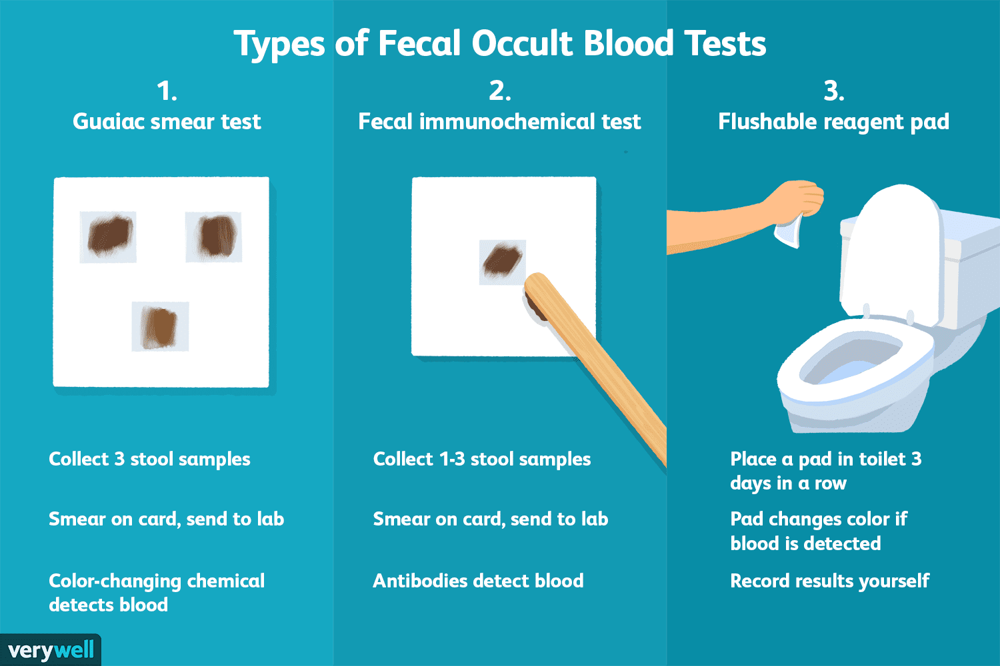 Types of Fecal Occult Blood Tests
1.
Guaiac smear test
Collect 3 stool samples
Smear on card, send to lab
Color-changing chemical
detects blood
2.
Fecal immunochemical test
Collect 1-3 stool samples
Smear on card, send to lab
Antibodies detect blood
3.
Flushable reagent pad
Place a pad in toilet 3
days in a row
Pad changes color if
blood is detected
Record results yourself
verywell